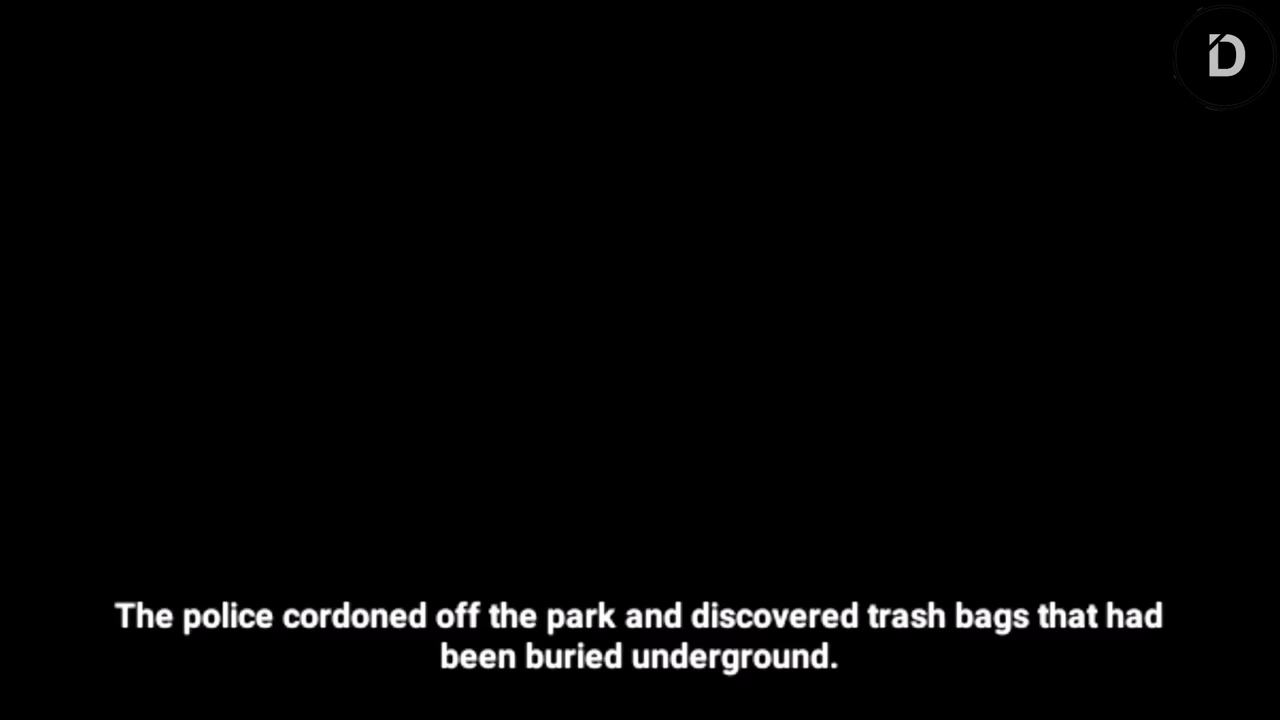 D
The police cordoned off the park and discovered trash bags that had
been buried underground.